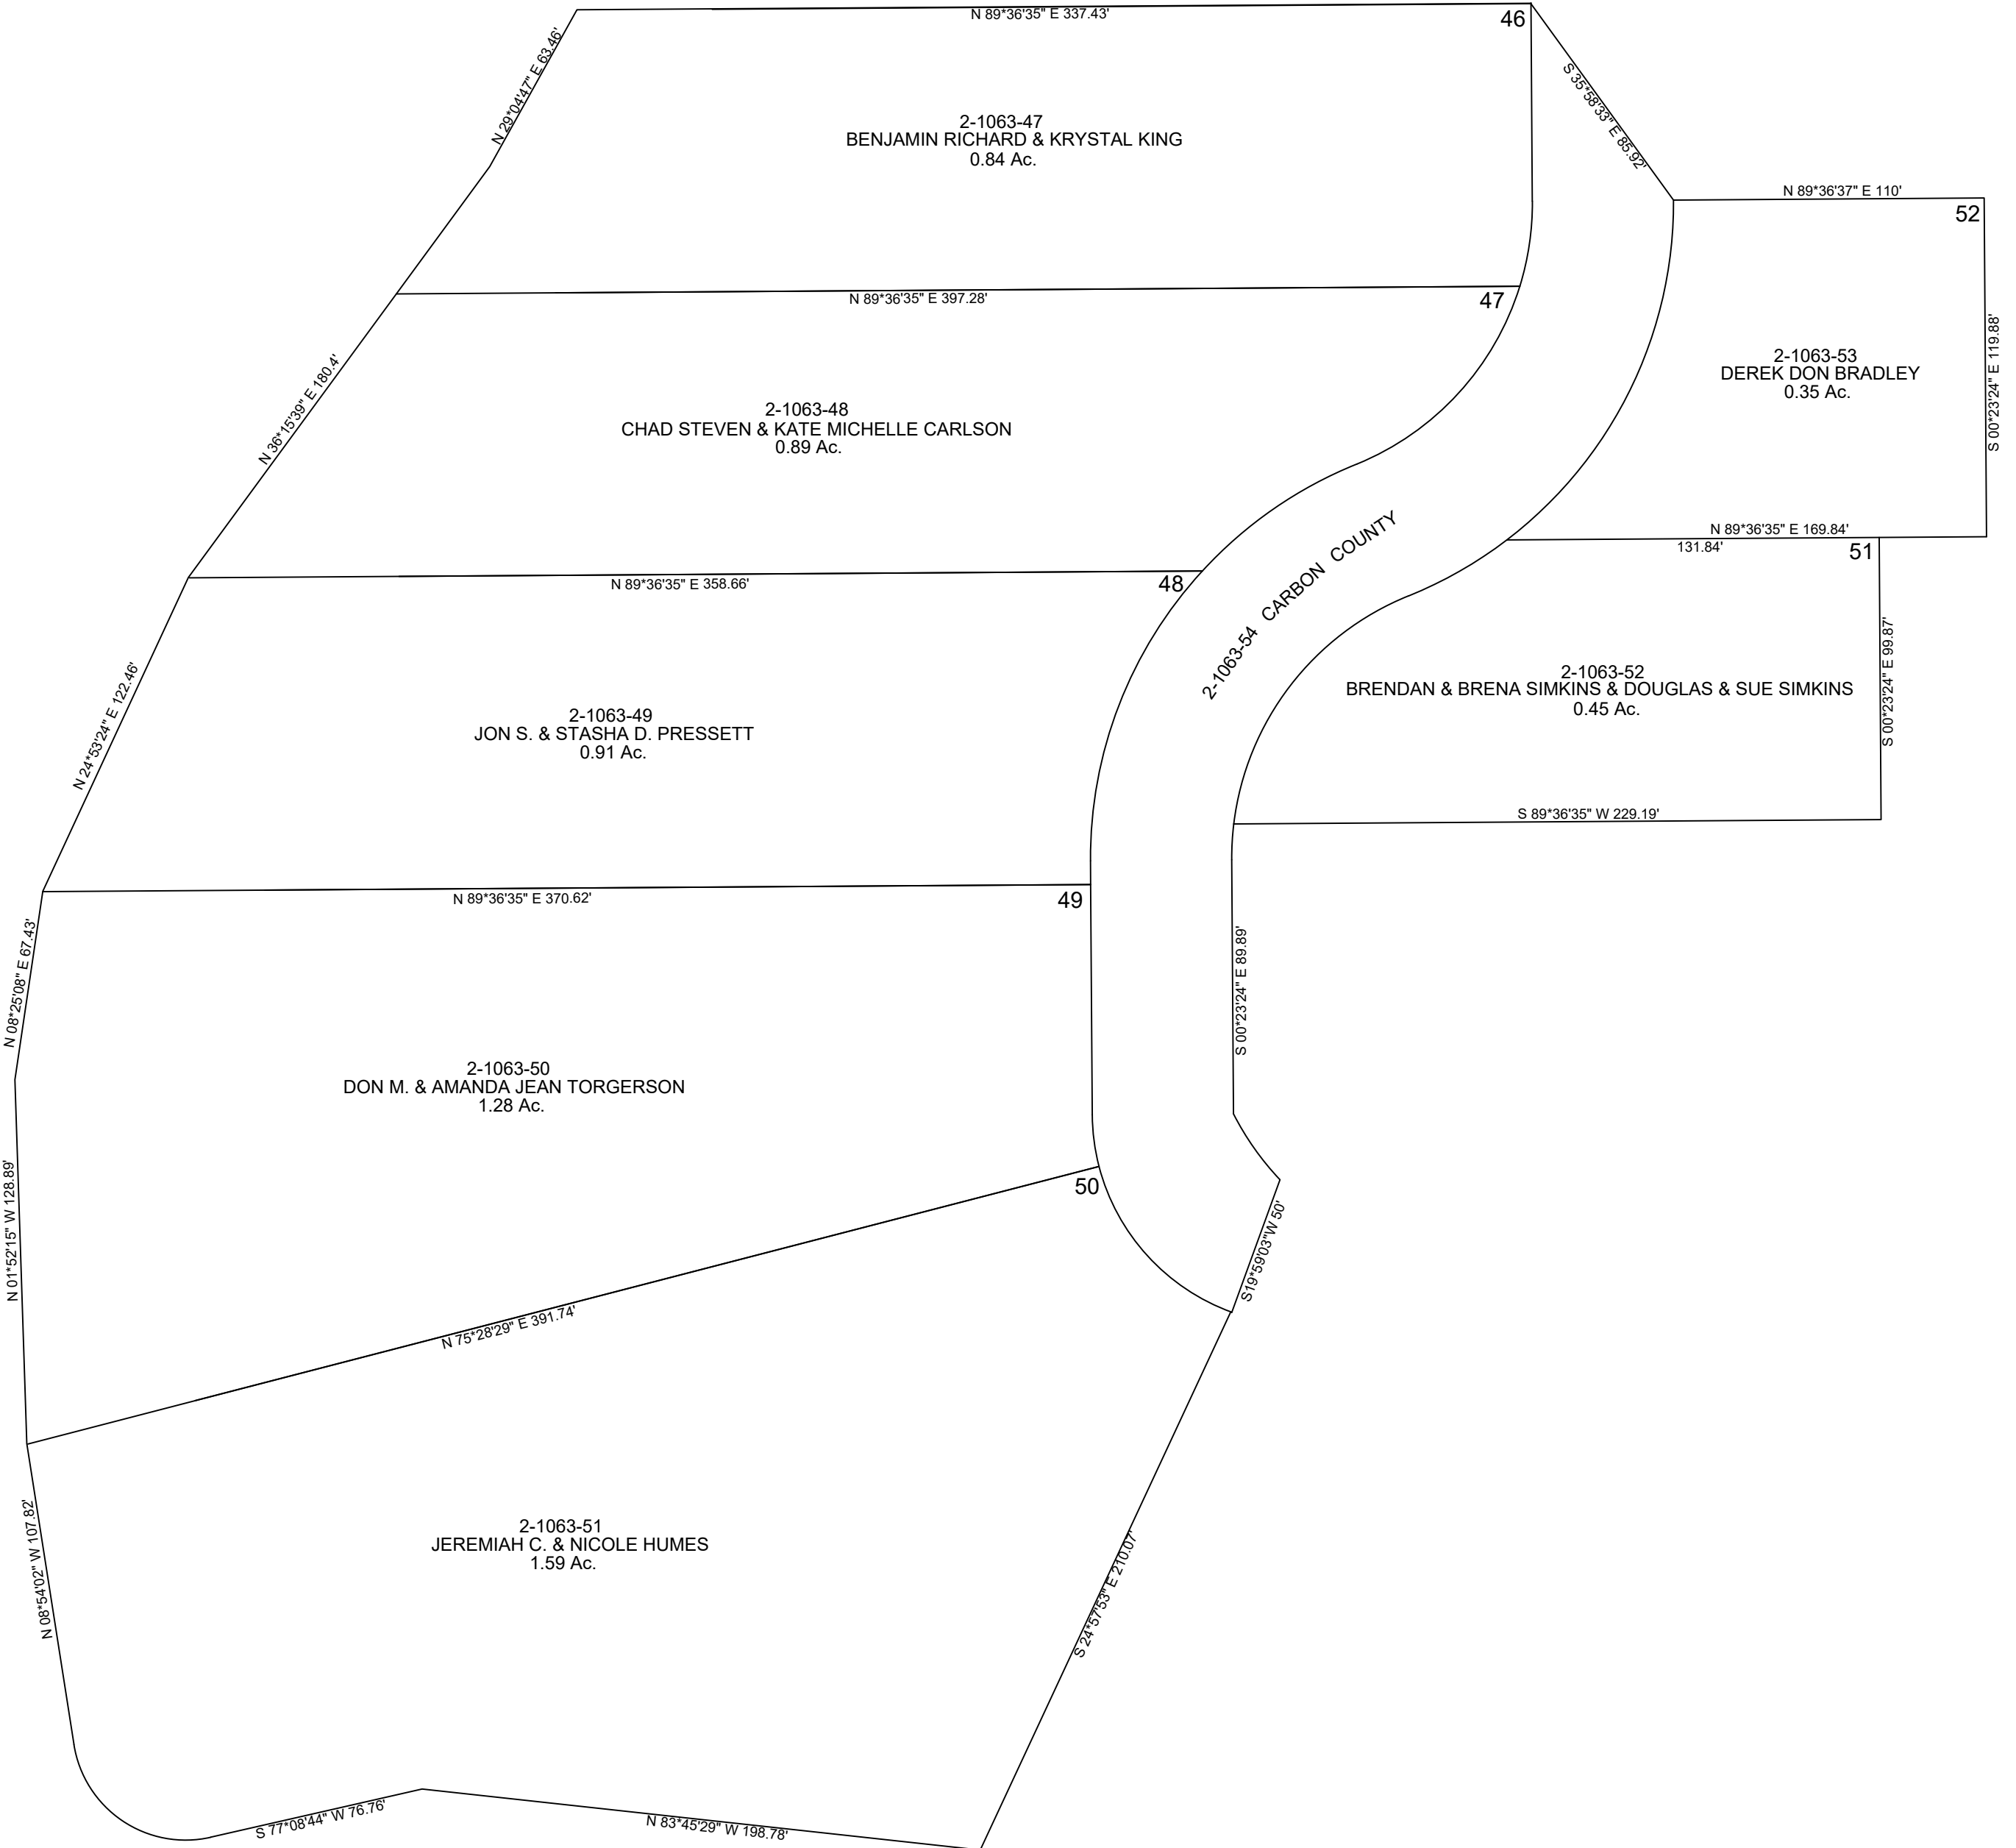 N 89*36'35" E 337.43'
46
N 29*04'47" E 63.46'
S 35*58'33" E 85.92'
2-1063-47
BENJAMIN RICHARD & KRYSTAL KING
0.84 Ac.
N 89*36'37" E 110'
52
N 89*36'35" E 397.28'
47
S 00*23'24" E 119.88'
2-1063-53
DEREK DON BRADLEY
0.35 Ac.
N 36*15'39" E 180.4'
2-1063-48
CHAD STEVEN & KATE MICHELLE CARLSON
0.89 Ac.
N 89*36'35" E 169.84'
131.84'
51
N 89*36'35" E 358.66'
48
2-1063-54 CARBON COUNTY
S 00*23'24" E 99.87'
2-1063-52
BRENDAN & BRENA SIMKINS & DOUGLAS & SUE SIMKINS
0.45 Ac.
N 24*53'24" E 122.46'
2-1063-49
JON S. & STASHA D. PRESSETT
0.91 Ac.
S 89*36'35" W 229.19'
N 89*36'35" E 370.62'
49
N 08*25'08" E 67.43'
S 00*23'24" E 89.89'
2-1063-50
DON M. & AMANDA JEAN TORGERSON
1.28 Ac.
50
N 01*52'15" W 128.89'
S19*59'03"W 50'
N 75*28'29" E 391.74'
2-1063-51
JEREMIAH C. & NICOLE HUMES
1.59 Ac.
N 08*54'02" W 107.82'
S 24*57'53" E 210.07'
S 77*08'44" W 76.76'
N 83*45'29" W 198.78'